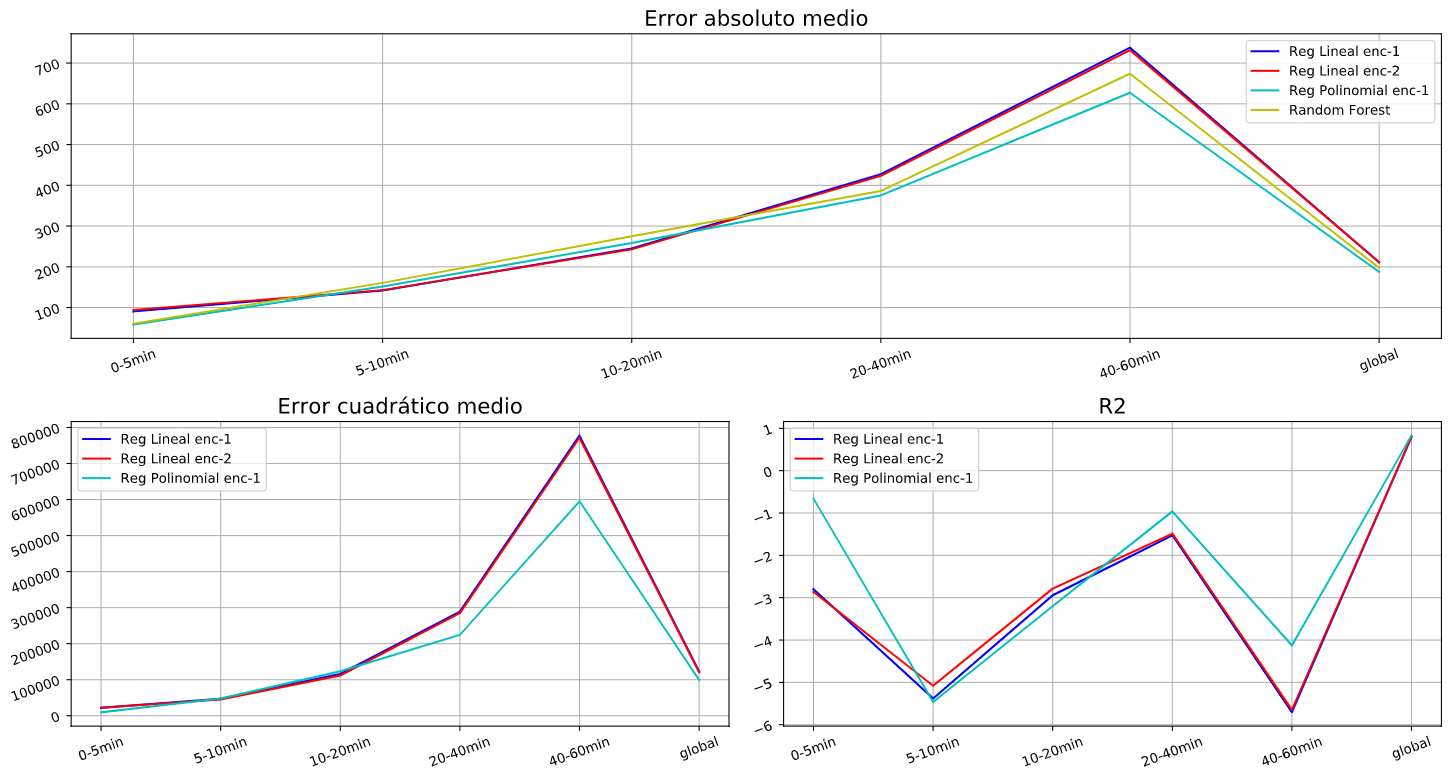 Error absoluto medio
700
600
500
400
300
200
100
Reg Lineal enc-1
Reg Lineal enc-2
Reg Polinomial enc-1
Random Forest
0-5min
5-10min
10-20min
20-40min
40-60min
global
Error cuadrático medio
800000
700000
600000
500000
400000
300000
200000
100000
0
Reg Lineal enc-1
Reg Lineal enc-2
Reg Polinomial enc-1
0-5min
5-10min
10-20min
20-40min
40-60min
global
R2
1
0
−1
−2
−3
−4
−5
−6
Reg Lineal enc-1
Reg Lineal enc-2
Reg Polinomial enc-1
0-5min
5-10min
10-20min
20-40min
40-60min
global